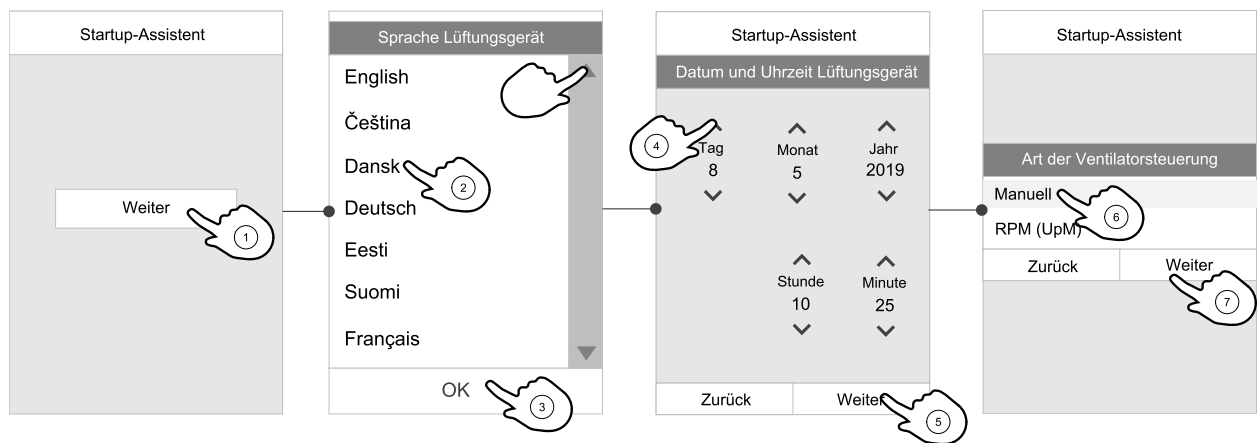 Startup-Assistent
Weiter
1
Sprache Lüftungsgerät
English
Čeština
Dansk
2
Deutsch
Eesti
Suomi
Français
OK
3
Startup-Assistent
Datum und Uhrzeit Lüftungsgerät
4
Tag Monat Jahr
8 5 2019
Stunde Minute
10 25
Zurück Weiter
5
Startup-Assistent
Art der Ventilatorsteuerung
Manuell
6
RPM (UpM)
Zurück Weiter
7